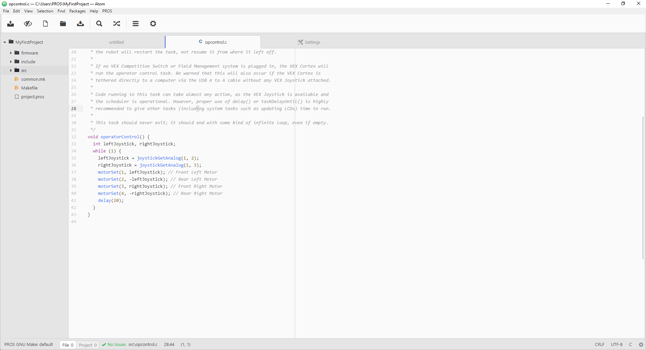 opcontrol.c — C:\Users\PROS\MyFirstProject — Atom
File Edit View Selection Find Packages Help PROS
MyFirstProject
firmware
include
src
common.mk
Makefile
project.pros
untitled
opcontrol.c
Settings
20 * the robot will restart the task, not resume it from where it left off.
21 *
22 * If no VEX Competition Switch or Field Management system is plugged in, the VEX Cortex will
23 * run the operator control task. Be warned that this will also occur if the VEX Cortex is
24 * tethered directly to a computer via the USB A to A cable without any VEX Joystick attached.
25 *
26 * Code running in this task can take almost any action, as the VEX Joystick is available and
27 * the scheduler is operational. However, proper use of delay() or taskDelayUntil() is highly
28 * recommended to give other tasks (including system tasks such as updating LCDs) time to run.
29 *
30 * This task should never exit; it should end with some kind of infinite loop, even if empty.
31 */
32 void operatorControl() {
33 int leftJoystick, rightJoystick;
34 while (1) {
35 leftJoystick = joystickGetAnalog(1, 2);
36 rightJoystick = joystickGetAnalog(1, 3);
37 motorSet(1, leftJoystick); // Front Left Motor
38 motorSet(2, -leftJoystick); // Rear Left Motor
39 motorSet(3, rightJoystick); // Front Right Motor
40 motorSet(4, -rightJoystick); // Rear Right Motor
41 delay(20);
42 }
43 }
44
PROS GNU Make: default File 0 Project 0 No Issues src\opcontrol.c 28:44 (1, 1) CRLF UTF-8 C